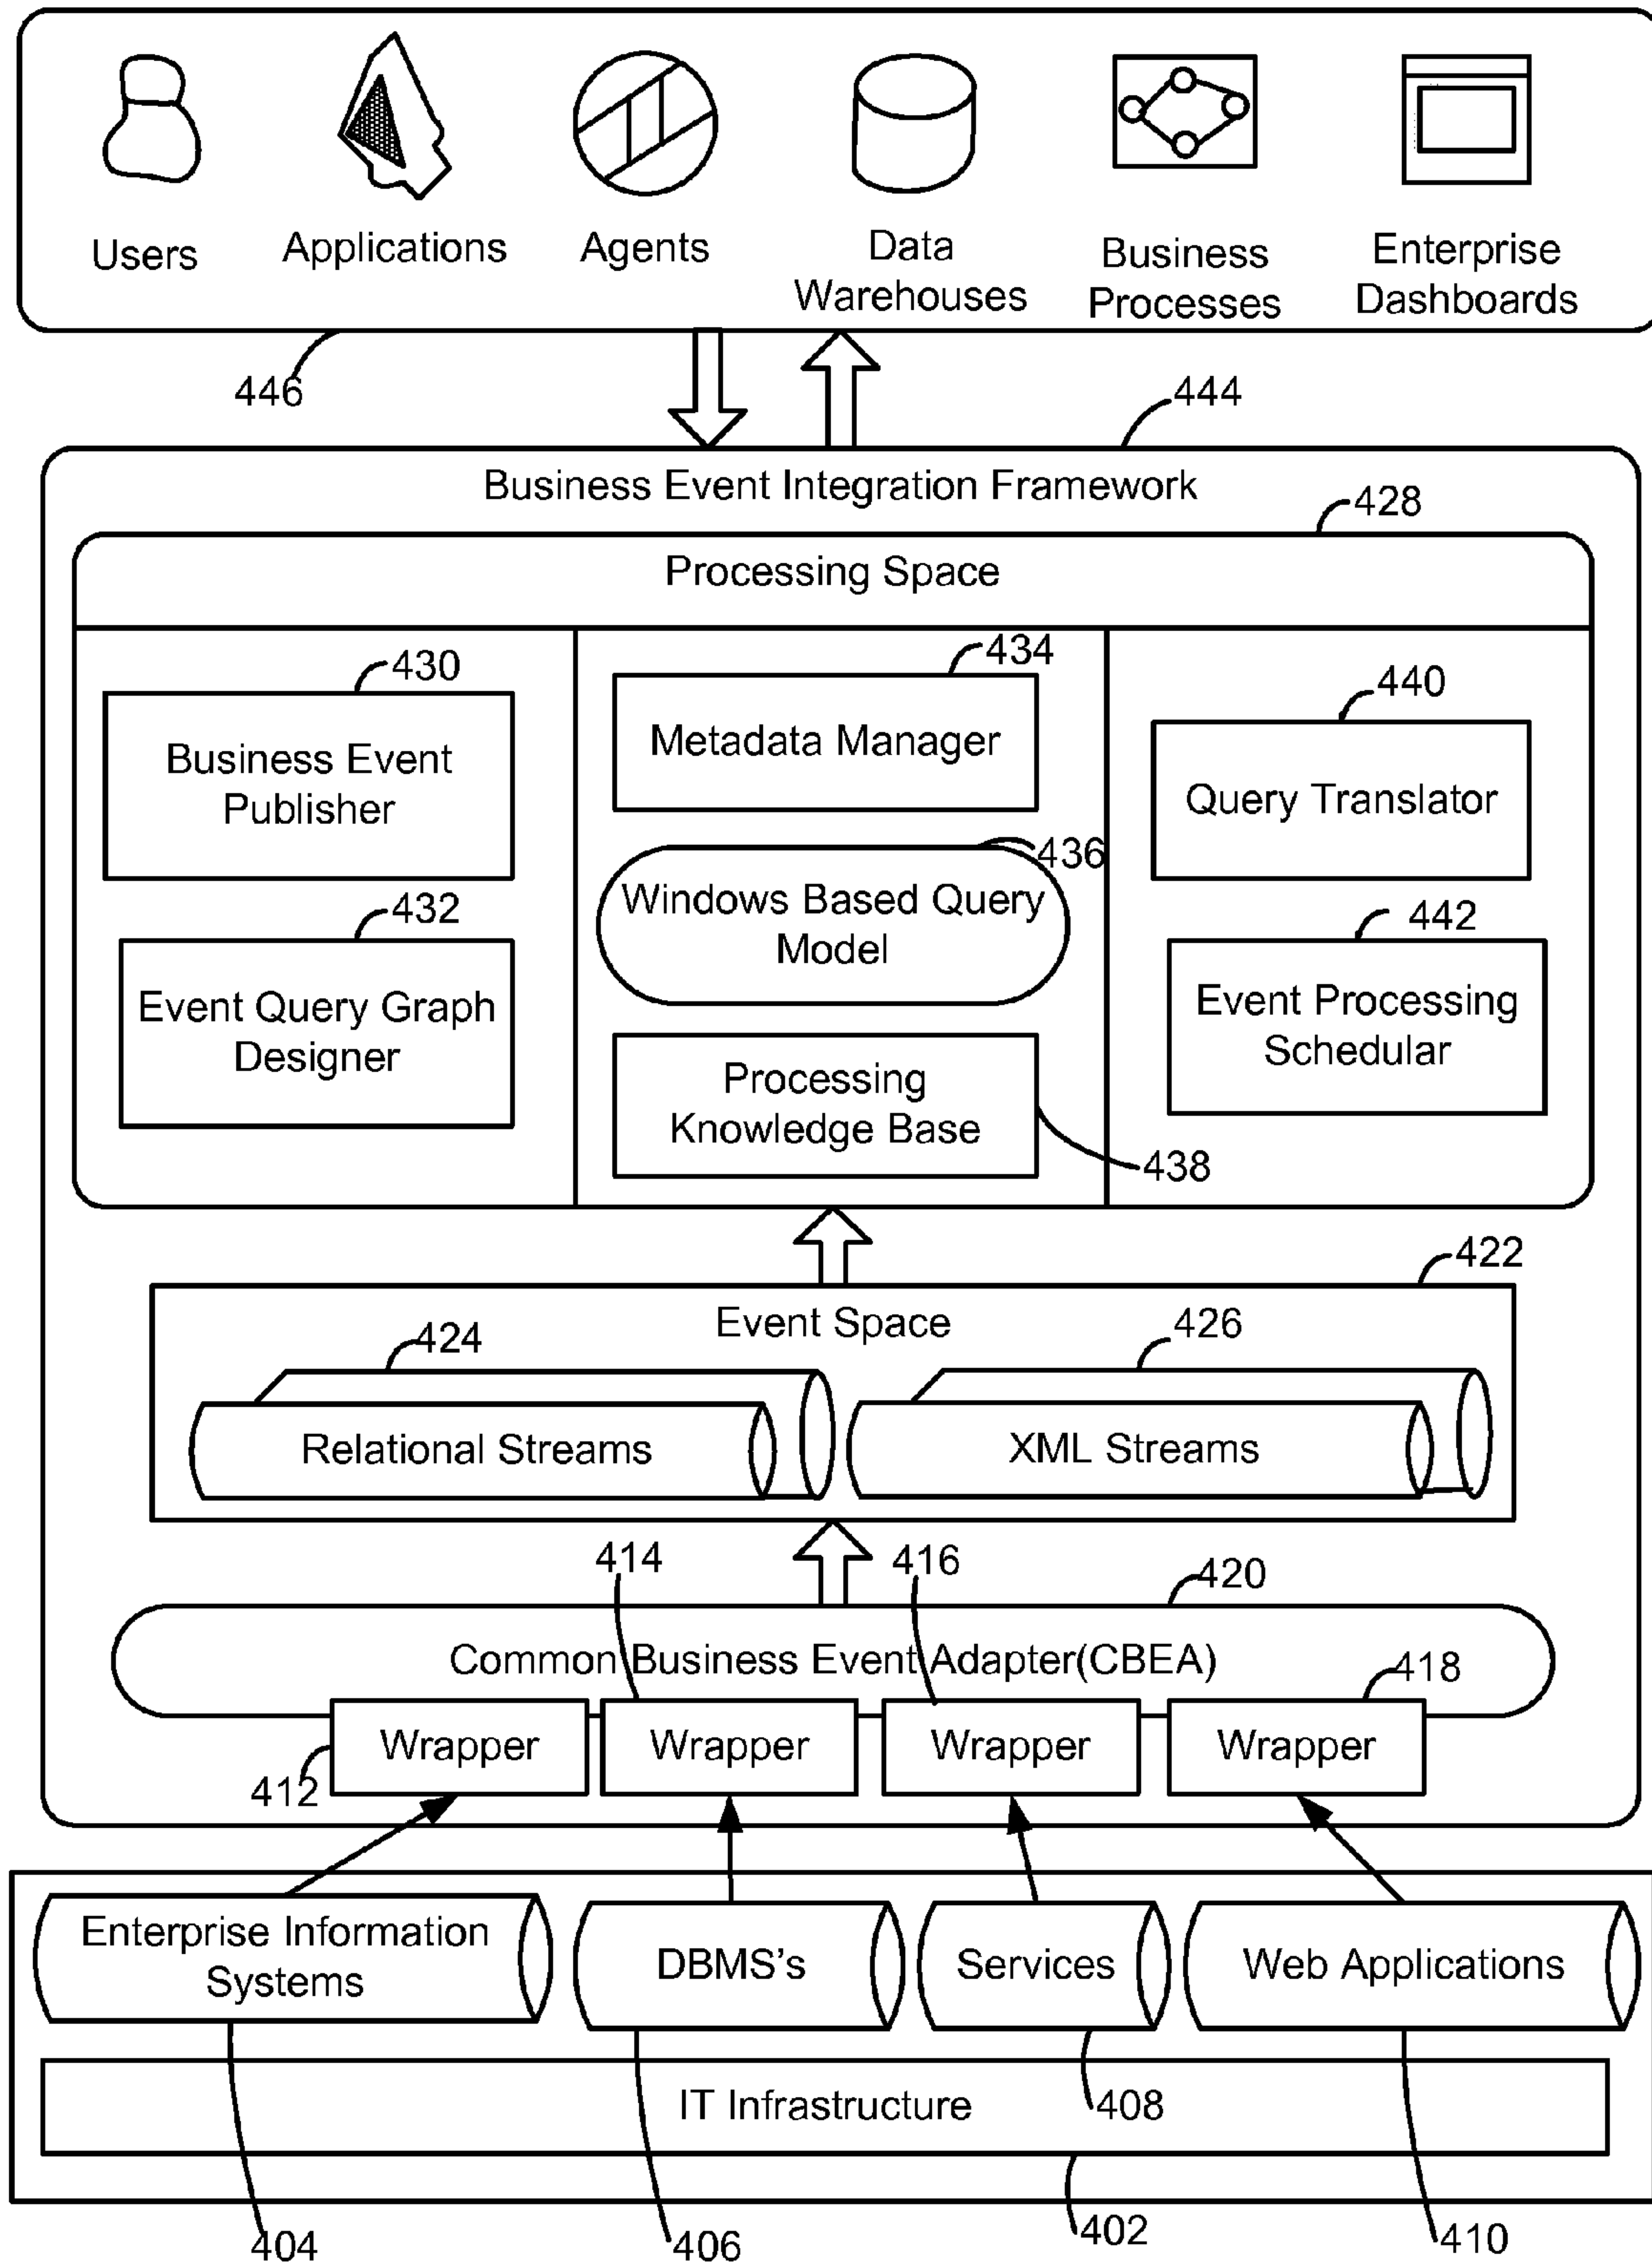 Users
Applications
Agents
Data
Warehouses
Business
Processes
Enterprise
Dashboards
446
444
Business Event Integration Framework
428
Processing Space
430
Business Event
Publisher
432
Event Query Graph
Designer
434
Metadata Manager
436
Windows Based Query
Model
Processing
Knowledge Base
438
440
Query Translator
442
Event Processing
Schedular
422
Event Space
424
426
Relational Streams
XML Streams
414
416
420
Common Business Event Adapter(CBEA)
418
Wrapper
Wrapper
Wrapper
Wrapper
412
Enterprise Information
Systems
DBMS's
Services
Web Applications
IT Infrastructure
408
404
406
402
410